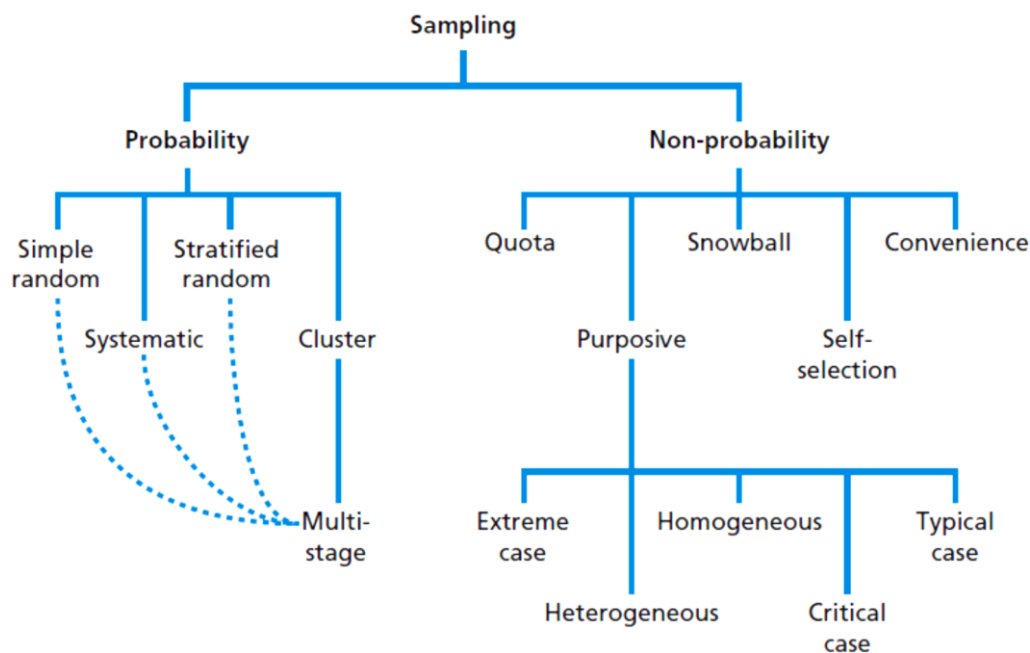 Sampling
Probability
Non-probability
Simple
random
Stratified
random
Quota
Snowball
Convenience
Systematic
Cluster
Purposive
Self-
selection
Multi-
stage
Extreme
case
Homogeneous
Typical
case
Heterogeneous
Critical
case